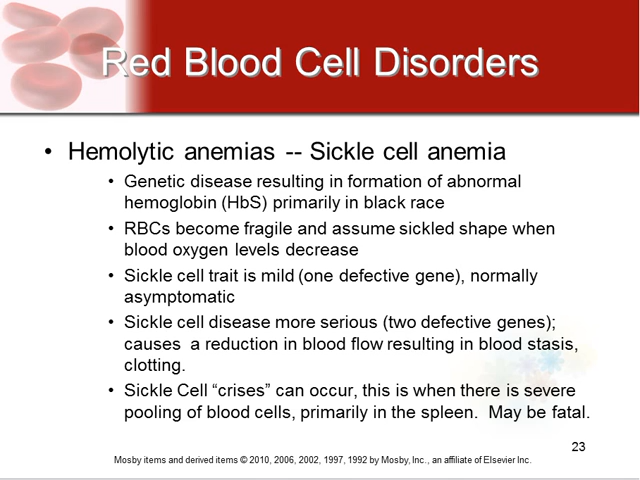 Red Blood Cell Disorders
• Hemolytic anemias -- Sickle cell anemia
• Genetic disease resulting in formation of abnormal
hemoglobin (HbS) primarily in black race
• RBCs become fragile and assume sickled shape when
blood oxygen levels decrease
• Sickle cell trait is mild (one defective gene), normally
asymptomatic
• Sickle cell disease more serious (two defective genes);
causes  a reduction in blood flow resulting in blood stasis,
clotting.
• Sickle Cell “crises” can occur, this is when there is severe
pooling of blood cells, primarily in the spleen.  May be fatal.
23
Mosby items and derived items © 2010, 2006, 2002, 1997, 1992 by Mosby, Inc., an affiliate of Elsevier Inc.